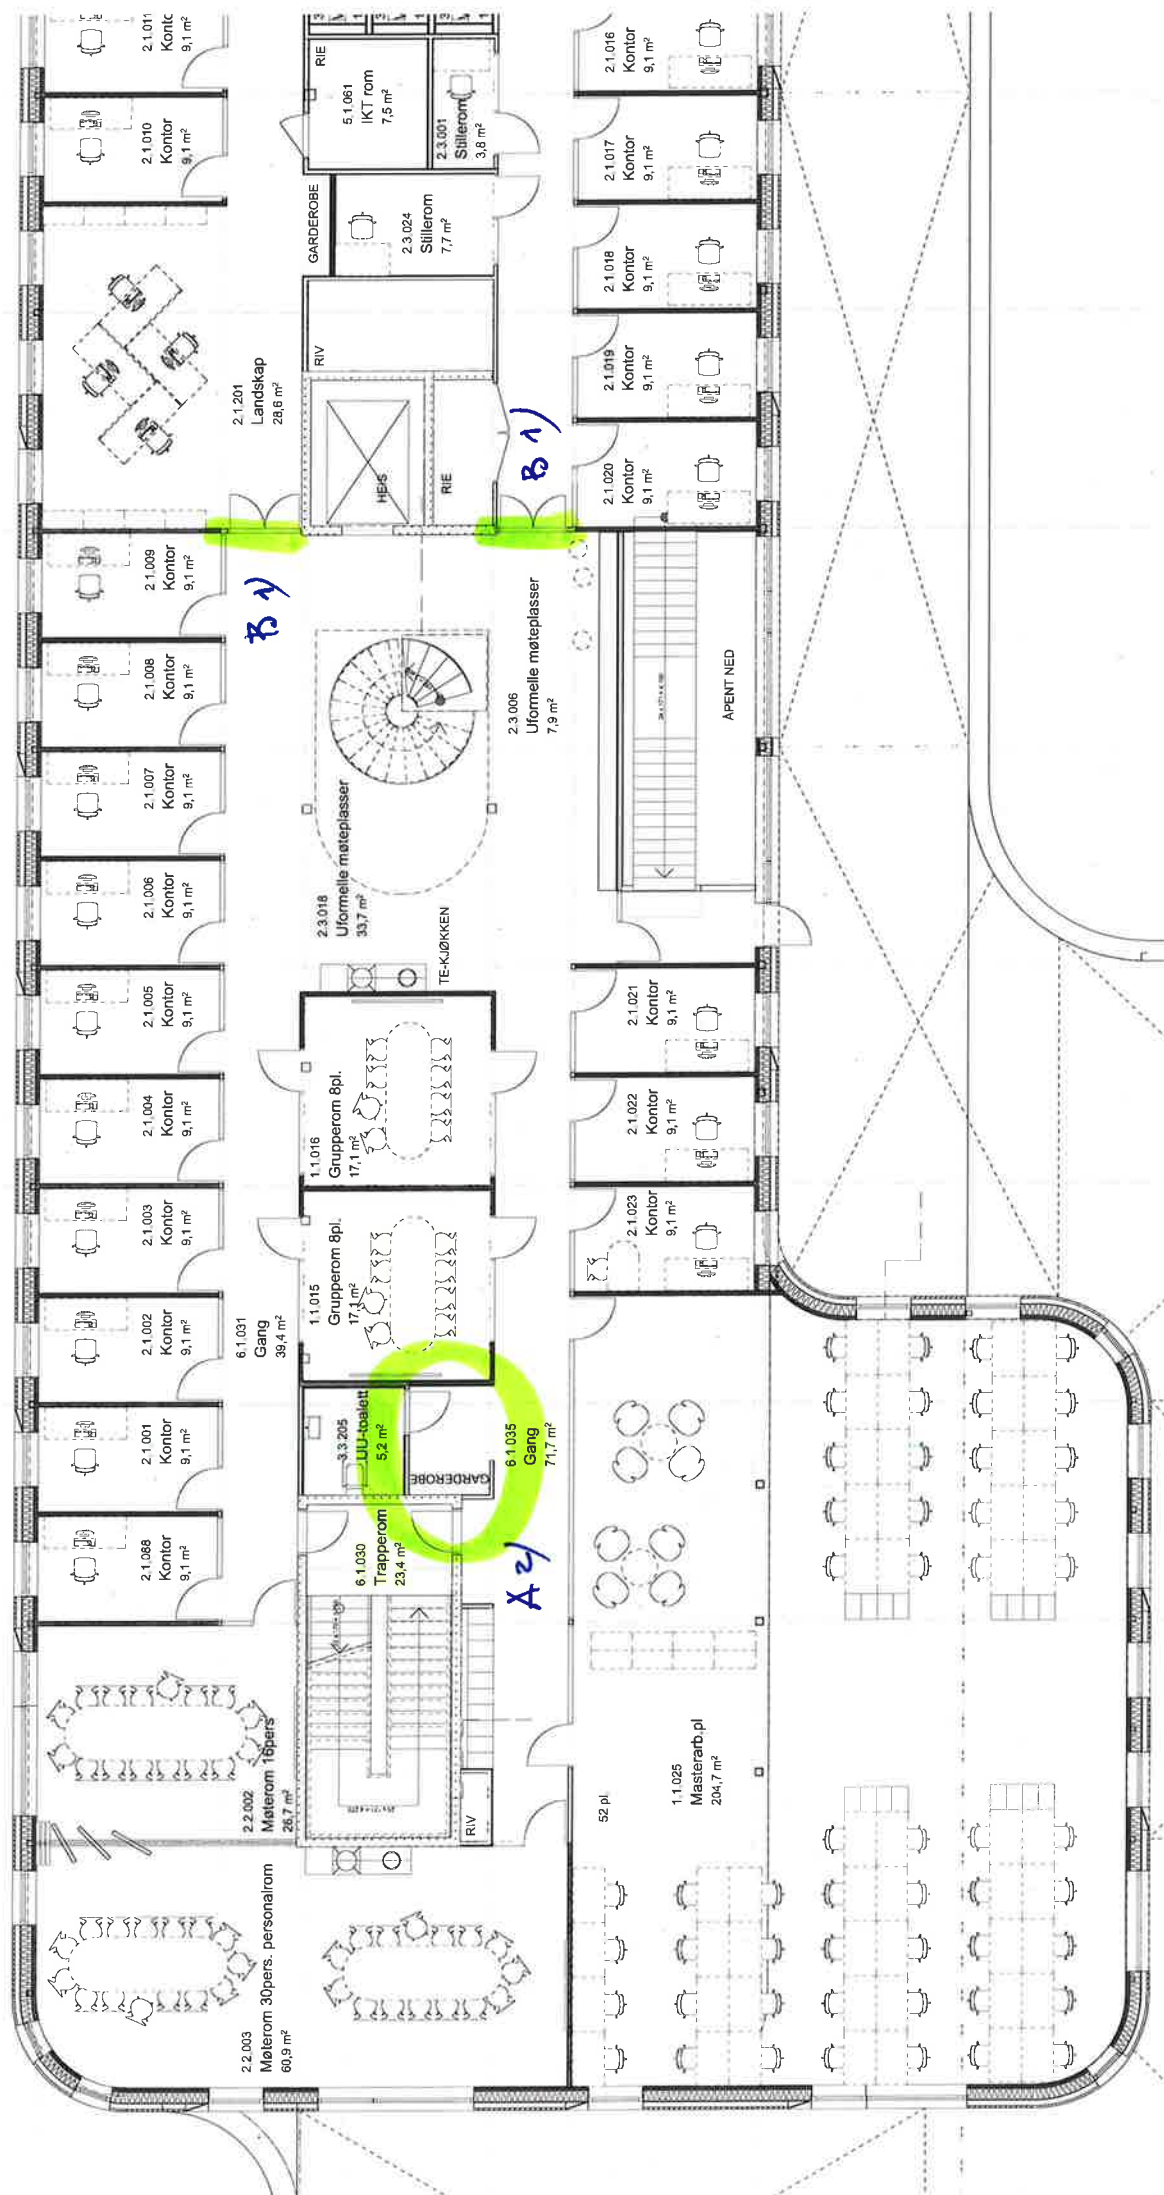 2.1.011
Kontor
9,1 m²
2.1.010
Kontor
9,1 m²
RIE
5.1.061
IKT rom
7,5 m²
2.3.001
Stillerom
3,8 m²
2.1.016
Kontor
9,1 m²
2.1.017
Kontor
9,1 m²
GARDEROBE
2.3.024
Stillerom
7,7 m²
2.1.018
Kontor
9,1 m²
2.1.201
Landskap
28,6 m²
RIV
2.1.019
Kontor
9,1 m²
HEIS
RIE
B 1)
2.1.020
Kontor
9,1 m²
2.1.009
Kontor
9,1 m²
B 1)
2.1.008
Kontor
9,1 m²
2.3.006
Uformelle møteplasser
7,9 m²
ÅPENT NED
2.1.007
Kontor
9,1 m²
2.1.006
Kontor
9,1 m²
2.3.018
Uformelle møteplasser
33,7 m²
TE-KJØKKEN
2.1.005
Kontor
9,1 m²
2.1.021
Kontor
9,1 m²
2.1.004
Kontor
9,1 m²
1.1.016
Grupperom 8pl.
17,1 m²
2.1.022
Kontor
9,1 m²
2.1.003
Kontor
9,1 m²
2.1.023
Kontor
9,1 m²
2.1.002
Kontor
9,1 m²
6.1.031
Gang
39,4 m²
1.1.015
Grupperom 8pl.
17,1 m²
2.1.001
Kontor
9,1 m²
3.3.205
UU-toalett
5,2 m²
GARDEROBE
6.1.035
Gang
71,7 m²
2.1.088
Kontor
9,1 m²
6.1.030
Trapperom
23,4 m²
A 2)
2.2.002
Møterom 16pers
26,7 m²
RIV
52 pl.
1.1.025
Masterarb.pl
204,7 m²
2.2.003
Møterom 30pers. personalrom
60,9 m²